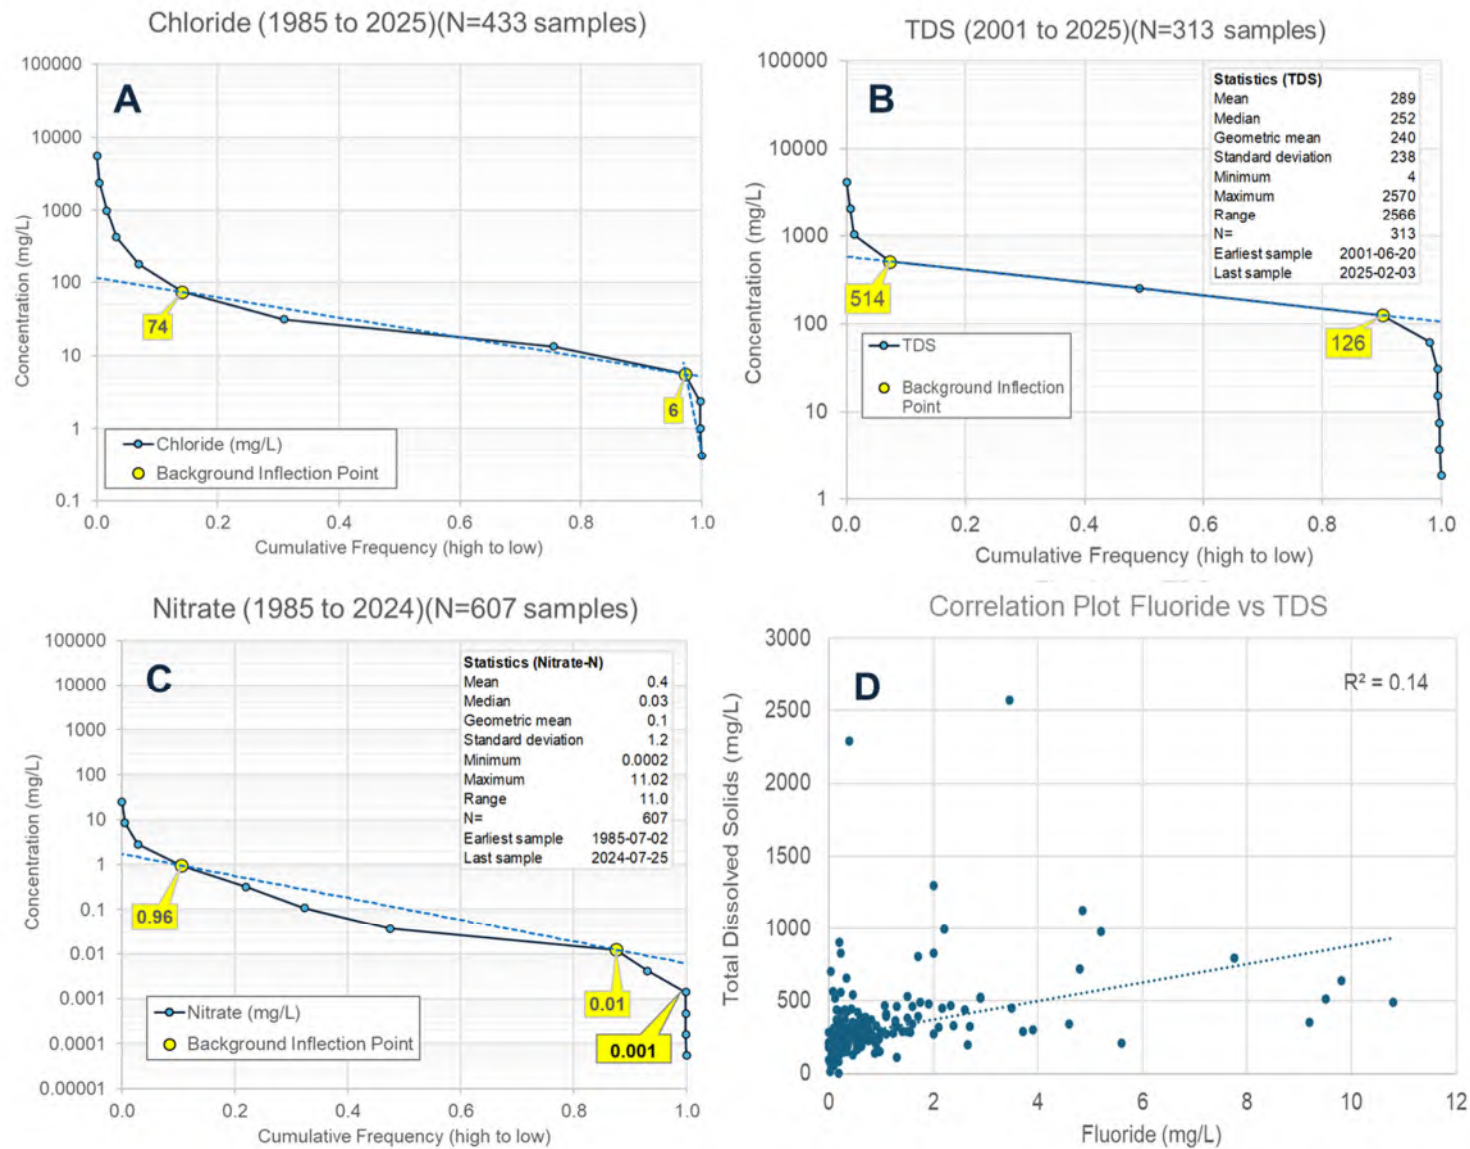 Chloride (1985 to 2025)(N=433 samples)
A
100000
10000
1000
100
10
1
0.1
Concentration (mg/L)
74
6
Chloride (mg/L)
Background Inflection Point
0.0 0.2 0.4 0.6 0.8 1.0
Cumulative Frequency (high to low)
TDS (2001 to 2025)(N=313 samples)
B
100000
10000
1000
100
10
1
Concentration (mg/L)
Statistics (TDS)
Mean 289
Median 252
Geometric mean 240
Standard deviation 238
Minimum 4
Maximum 2570
Range 2566
N= 313
Earliest sample 2001-06-20
Last sample 2025-02-03
514
126
TDS
Background Inflection
Point
0.0 0.2 0.4 0.6 0.8 1.0
Cumulative Frequency (high to low)
Nitrate (1985 to 2024)(N=607 samples)
C
100000
10000
1000
100
10
1
0.1
0.01
0.001
0.0001
0.00001
Concentration (mg/L)
Statistics (Nitrate-N)
Mean 0.4
Median 0.03
Geometric mean 0.1
Standard deviation 1.2
Minimum 0.0002
Maximum 11.02
Range 11.0
N= 607
Earliest sample 1985-07-02
Last sample 2024-07-25
0.96
0.01
0.001
Nitrate (mg/L)
Background Inflection Point
0.0 0.2 0.4 0.6 0.8 1.0
Cumulative Frequency (high to low)
Correlation Plot Fluoride vs TDS
D
R² = 0.14
3000
2500
2000
1500
1000
500
0
Total Dissolved Solids (mg/L)
0 2 4 6 8 10 12
Fluoride (mg/L)